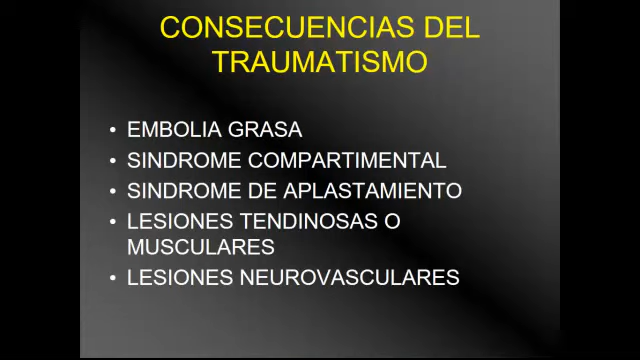 CONSECUENCIAS DEL
TRAUMATISMO
• EMBOLIA GRASA
• SINDROME COMPARTIMENTAL
• SINDROME DE APLASTAMIENTO
• LESIONES TENDINOSAS O
MUSCULARES
• LESIONES NEUROVASCULARES